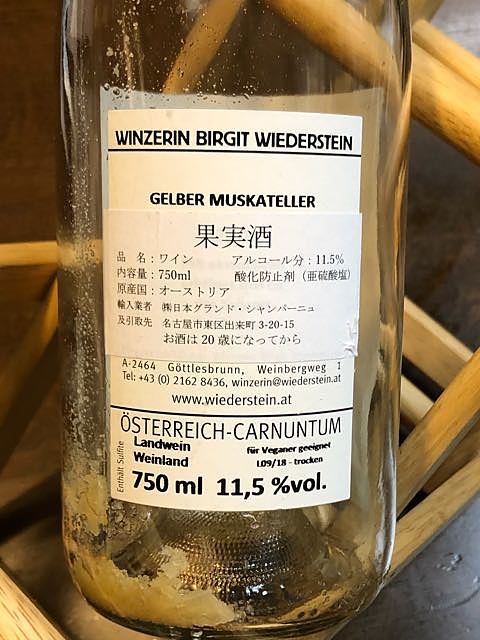 WINZERIN BIRGIT WIEDERSTEIN
GELBER MUSKATELLER
果実酒
品 名：ワイン アルコール分：11.5%
内容量：750ml 酸化防止剤（亜硫酸塩）
原産国：オーストリア
輸入業者 ㈱日本グランド・シャンパーニュ
及引取先 名古屋市東区出来町 3-20-15
お酒は 20 歳になってから
A-2464 Göttlesbrunn, Weinbergweg 1
Tel: +43 (0) 2162 8436, winzerin@wiederstein.at
www.wiederstein.at
ÖSTERREICH-CARNUNTUM
Landwein
Weinland
für Veganer geeignet
L09/18 - trocken
Enthält Sulfite
750 ml 11,5 %vol.